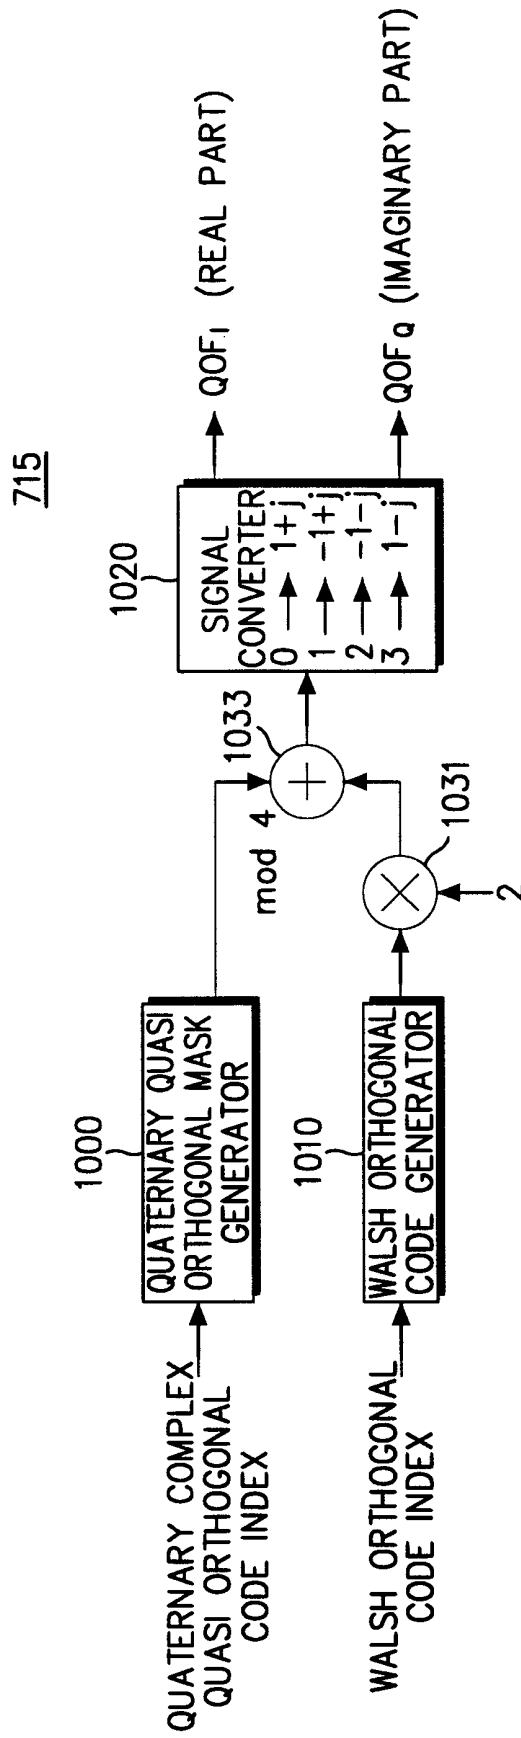 715
QUATERNARY COMPLEX
QUASI ORTHOGONAL
CODE INDEX
1000
QUATERNARY QUASI
ORTHOGONAL MASK
GENERATOR
WALSH ORTHOGONAL
CODE INDEX
1010
WALSH ORTHOGONAL
CODE GENERATOR
mod 4
1033
+
1031
2
1020
SIGNAL
CONVERTER
0 → 1+j
1 → -1+j
2 → -1-j
3 → 1-j
QOFI (REAL PART)
QOFQ (IMAGINARY PART)